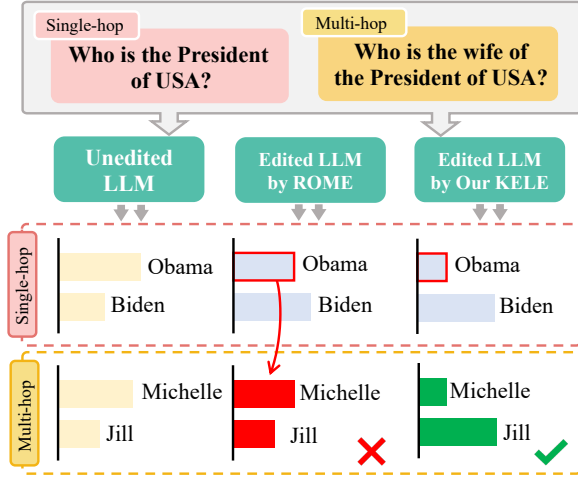 Single-hop
Who is the President
of USA?
Multi-hop
Who is the wife of
the President of USA?
Unedited
LLM
Edited LLM
by ROME
Edited LLM
by Our KELE
Single-hop
Obama
Biden
Obama
Biden
Obama
Biden
Multi-hop
Michelle
Jill
Michelle
Jill
Michelle
Jill